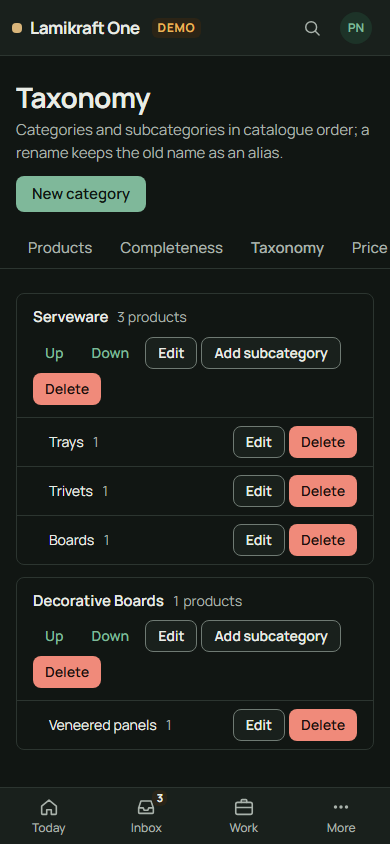 Lamikraft One DEMO PN
Taxonomy
Categories and subcategories in catalogue order; a
rename keeps the old name as an alias.
New category
Products Completeness Taxonomy Price
Serveware 3 products
Up Down Edit Add subcategory
Delete
Trays 1 Edit Delete
Trivets 1 Edit Delete
Boards 1 Edit Delete
Decorative Boards 1 products
Up Down Edit Add subcategory
Delete
Veneered panels 1 Edit Delete
3
Today Inbox Work More